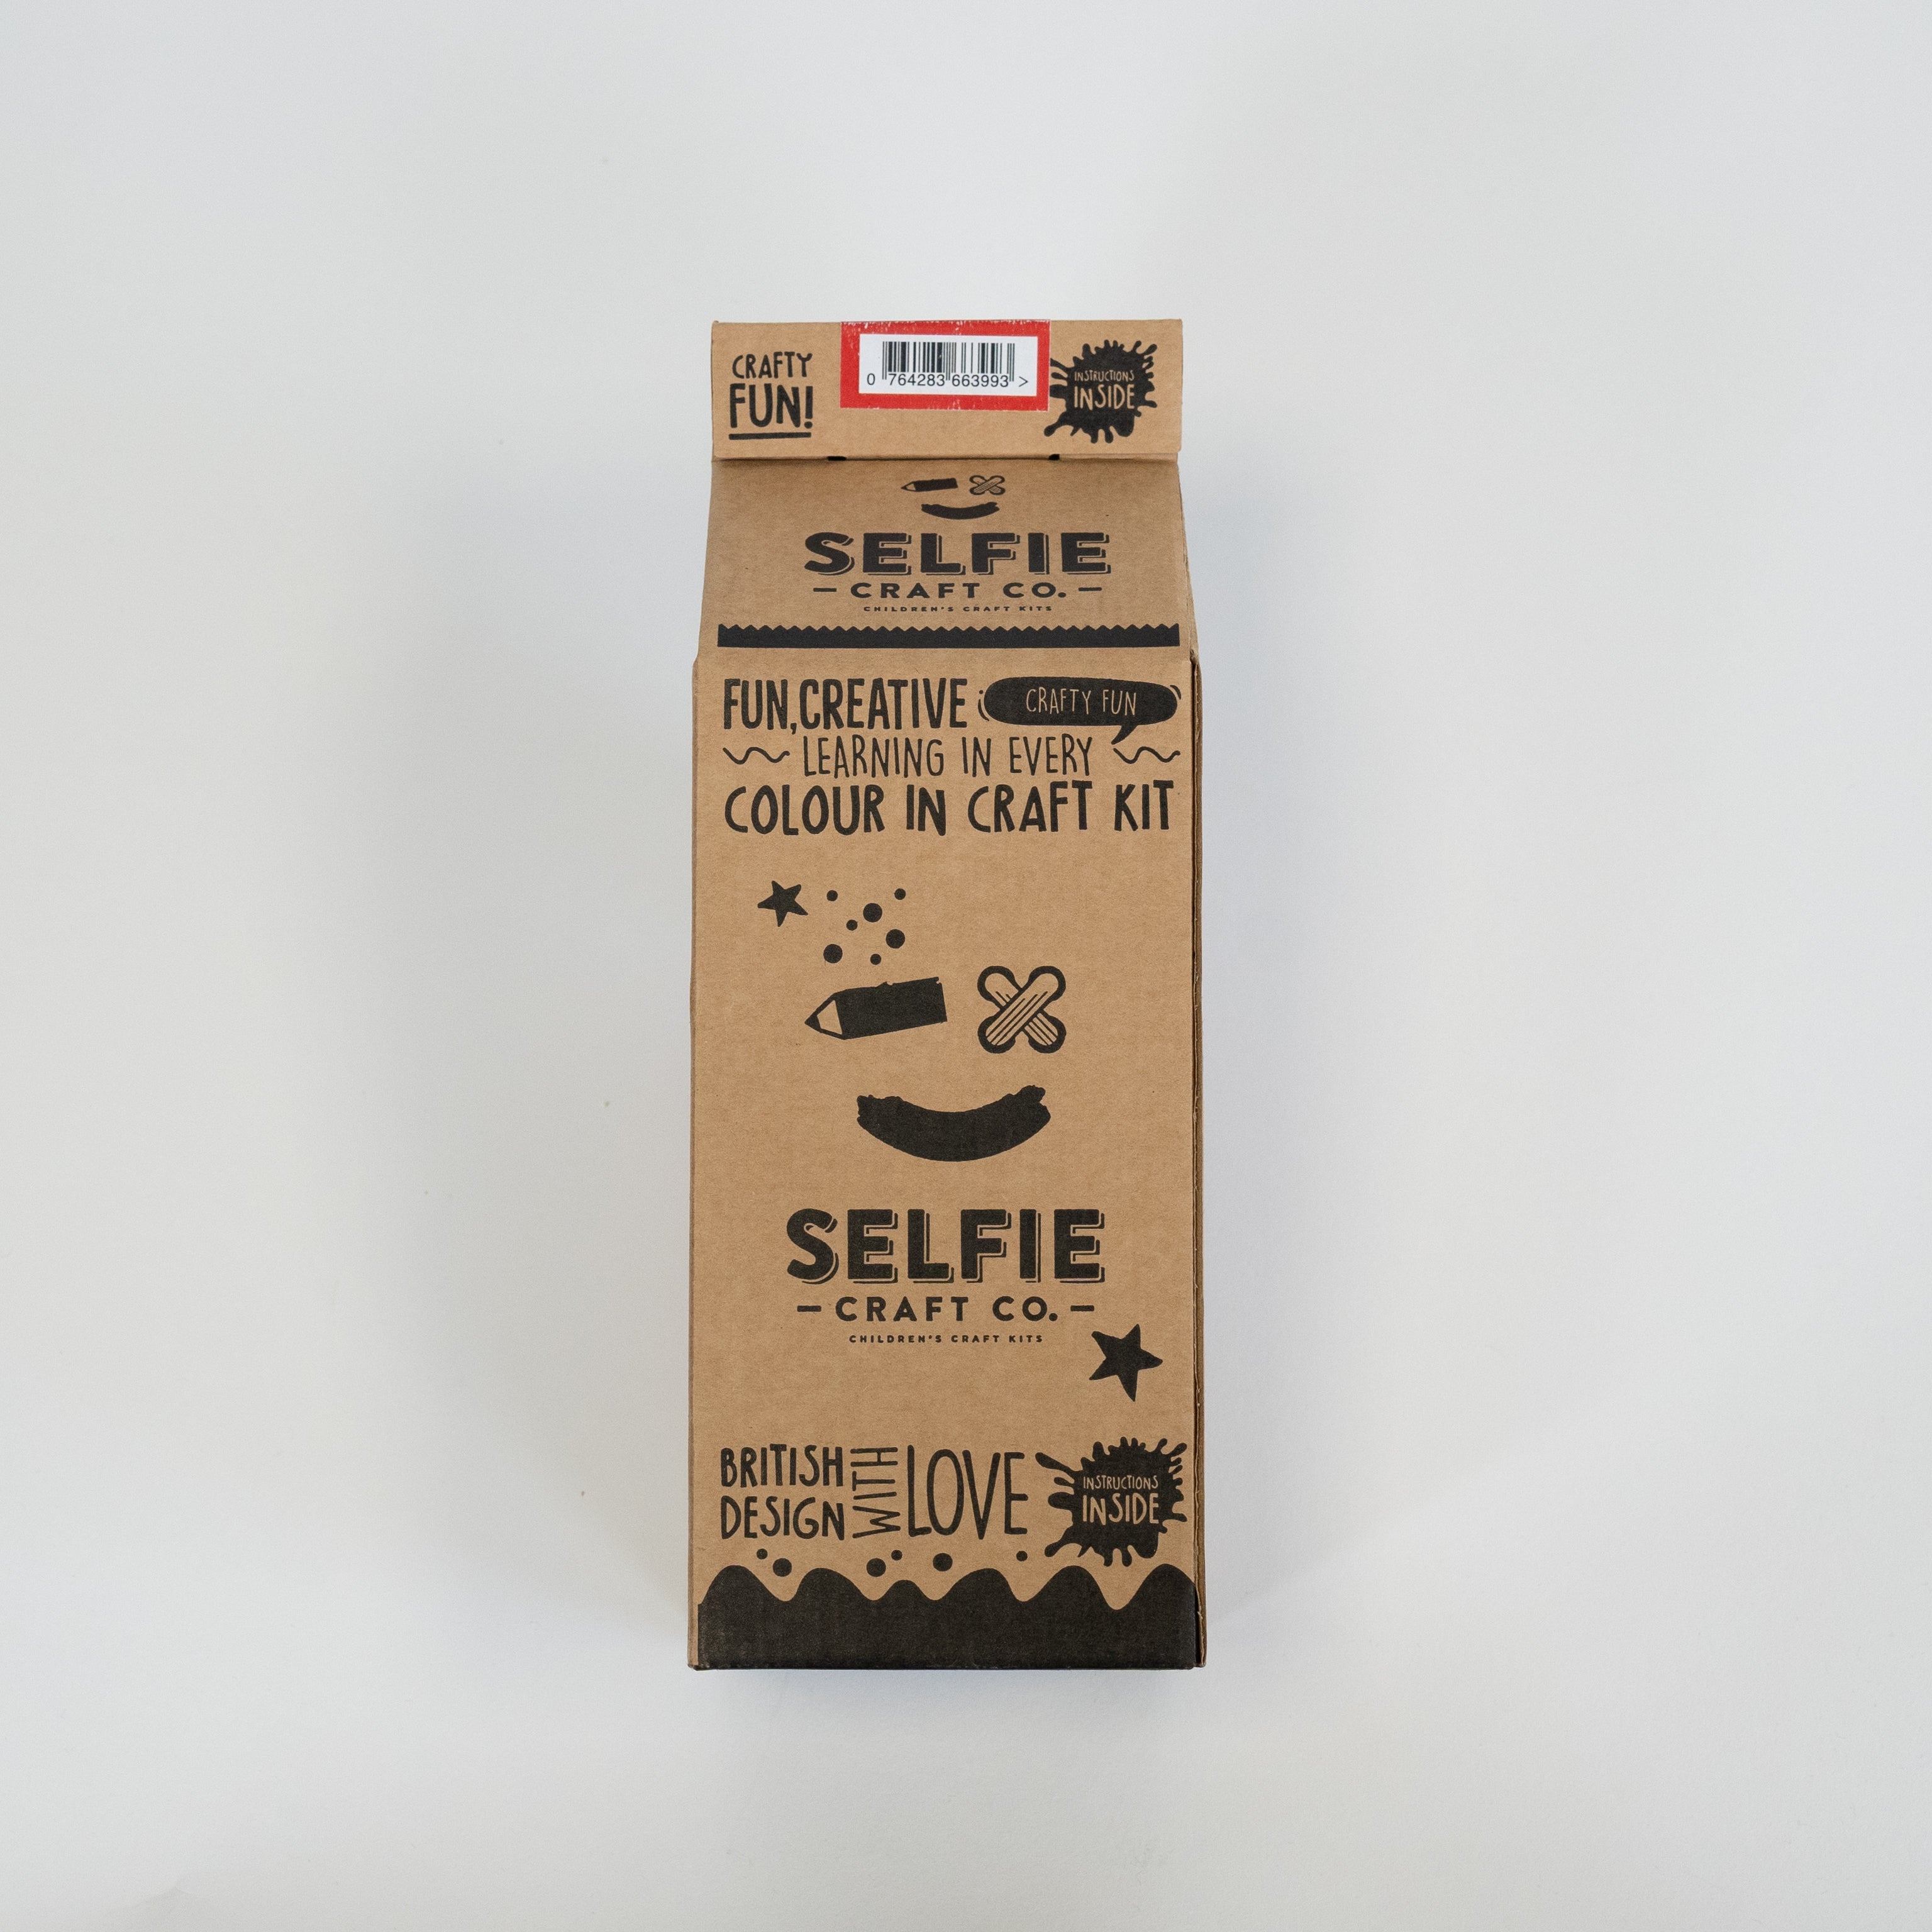 CRAFTY
FUN!
0 764283 663993 >
INSTRUCTIONS
INSIDE
SELFIE
- CRAFT CO. -
CHILDREN'S CRAFT KITS
FUN, CREATIVE
CRAFTY FUN
LEARNING IN EVERY
COLOUR IN CRAFT KIT
SELFIE
- CRAFT CO. -
CHILDREN'S CRAFT KITS
BRITISH
DESIGN
WITH
LOVE
INSTRUCTIONS
INSIDE